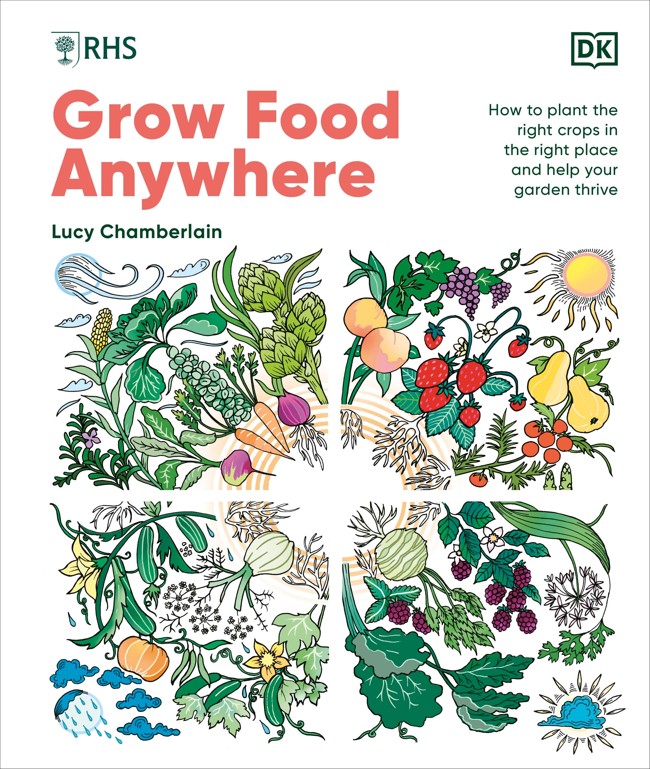 RHS
DK
Grow Food
Anywhere
How to plant the
right crops in
the right place
and help your
garden thrive
Lucy Chamberlain